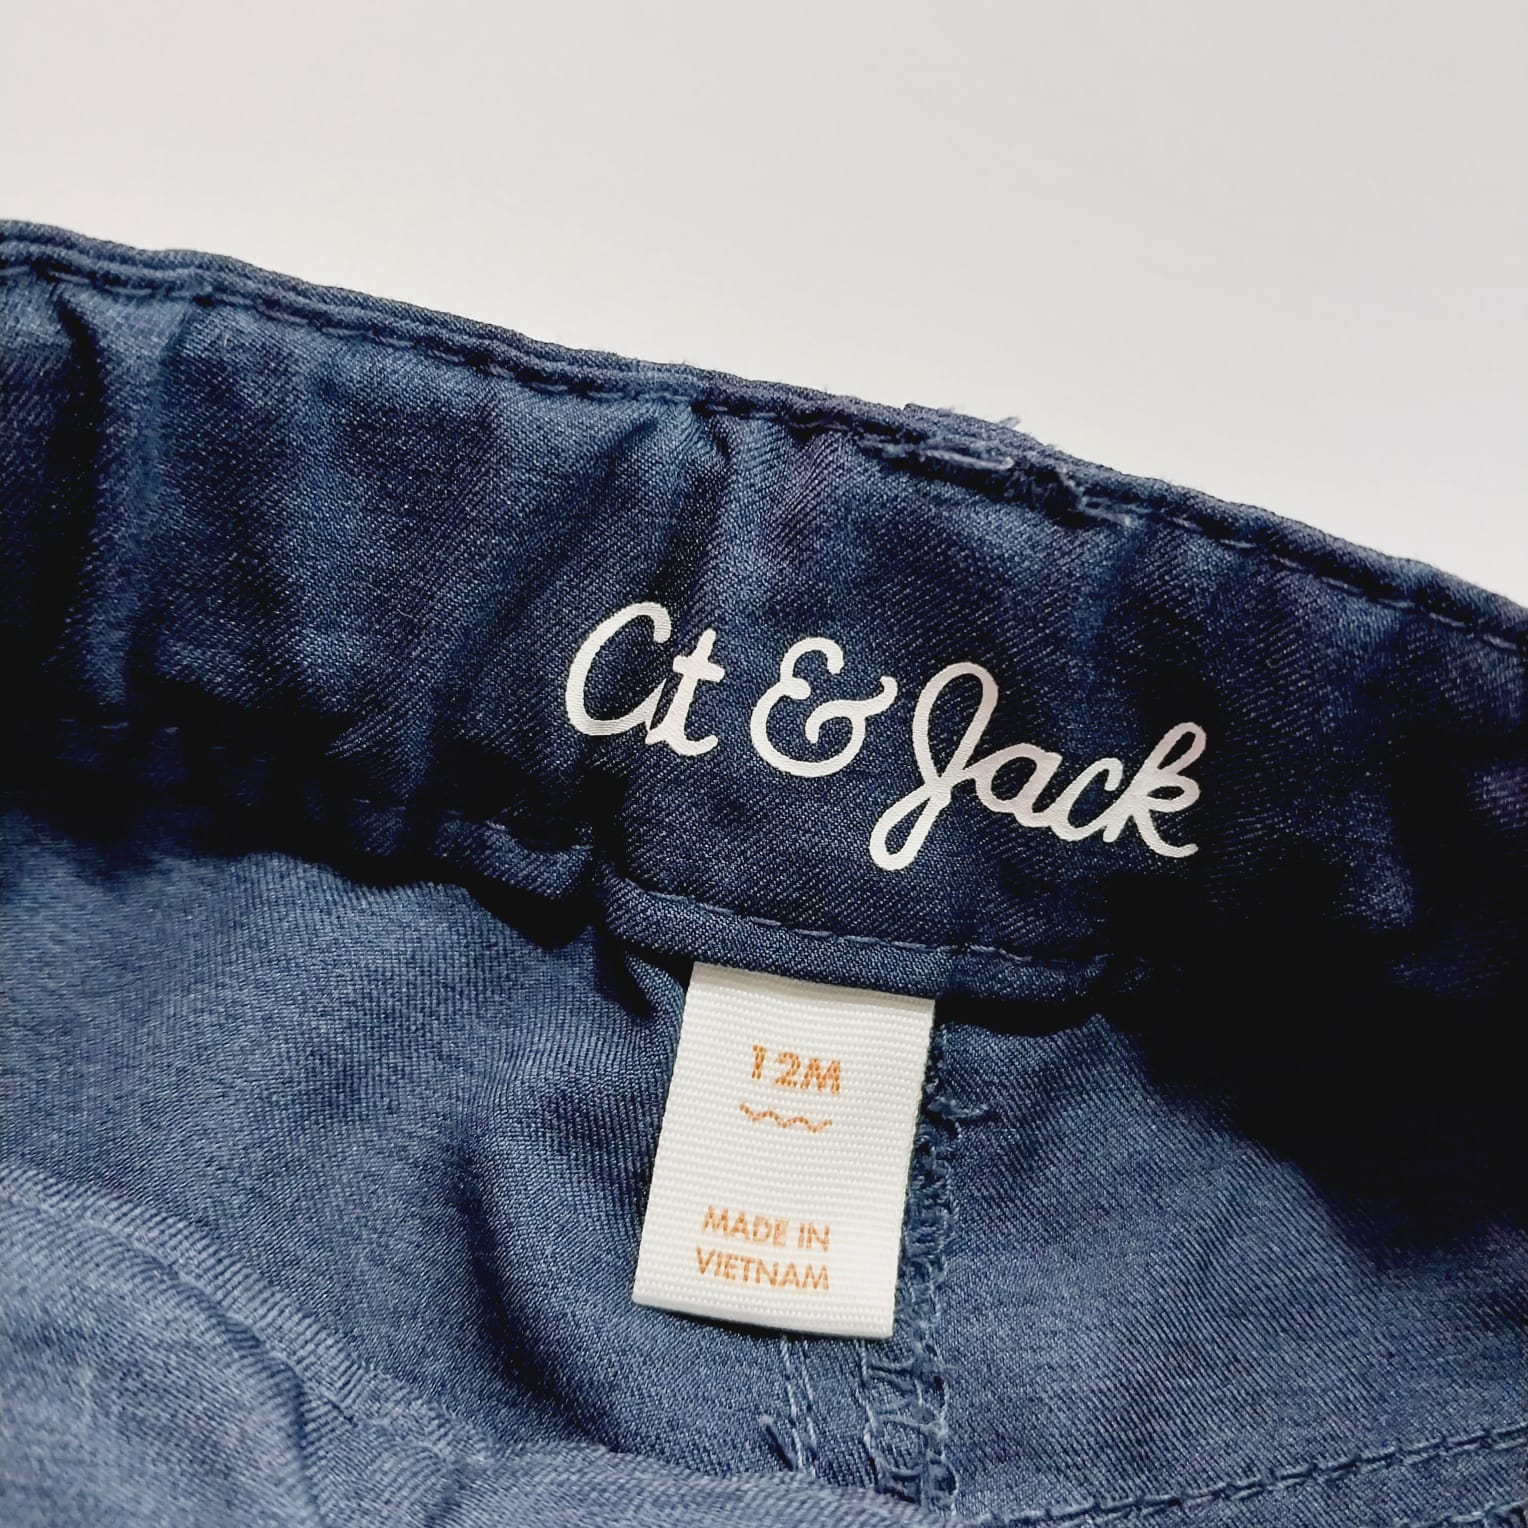 Cat & Jack
12M
MADE IN
VIETNAM